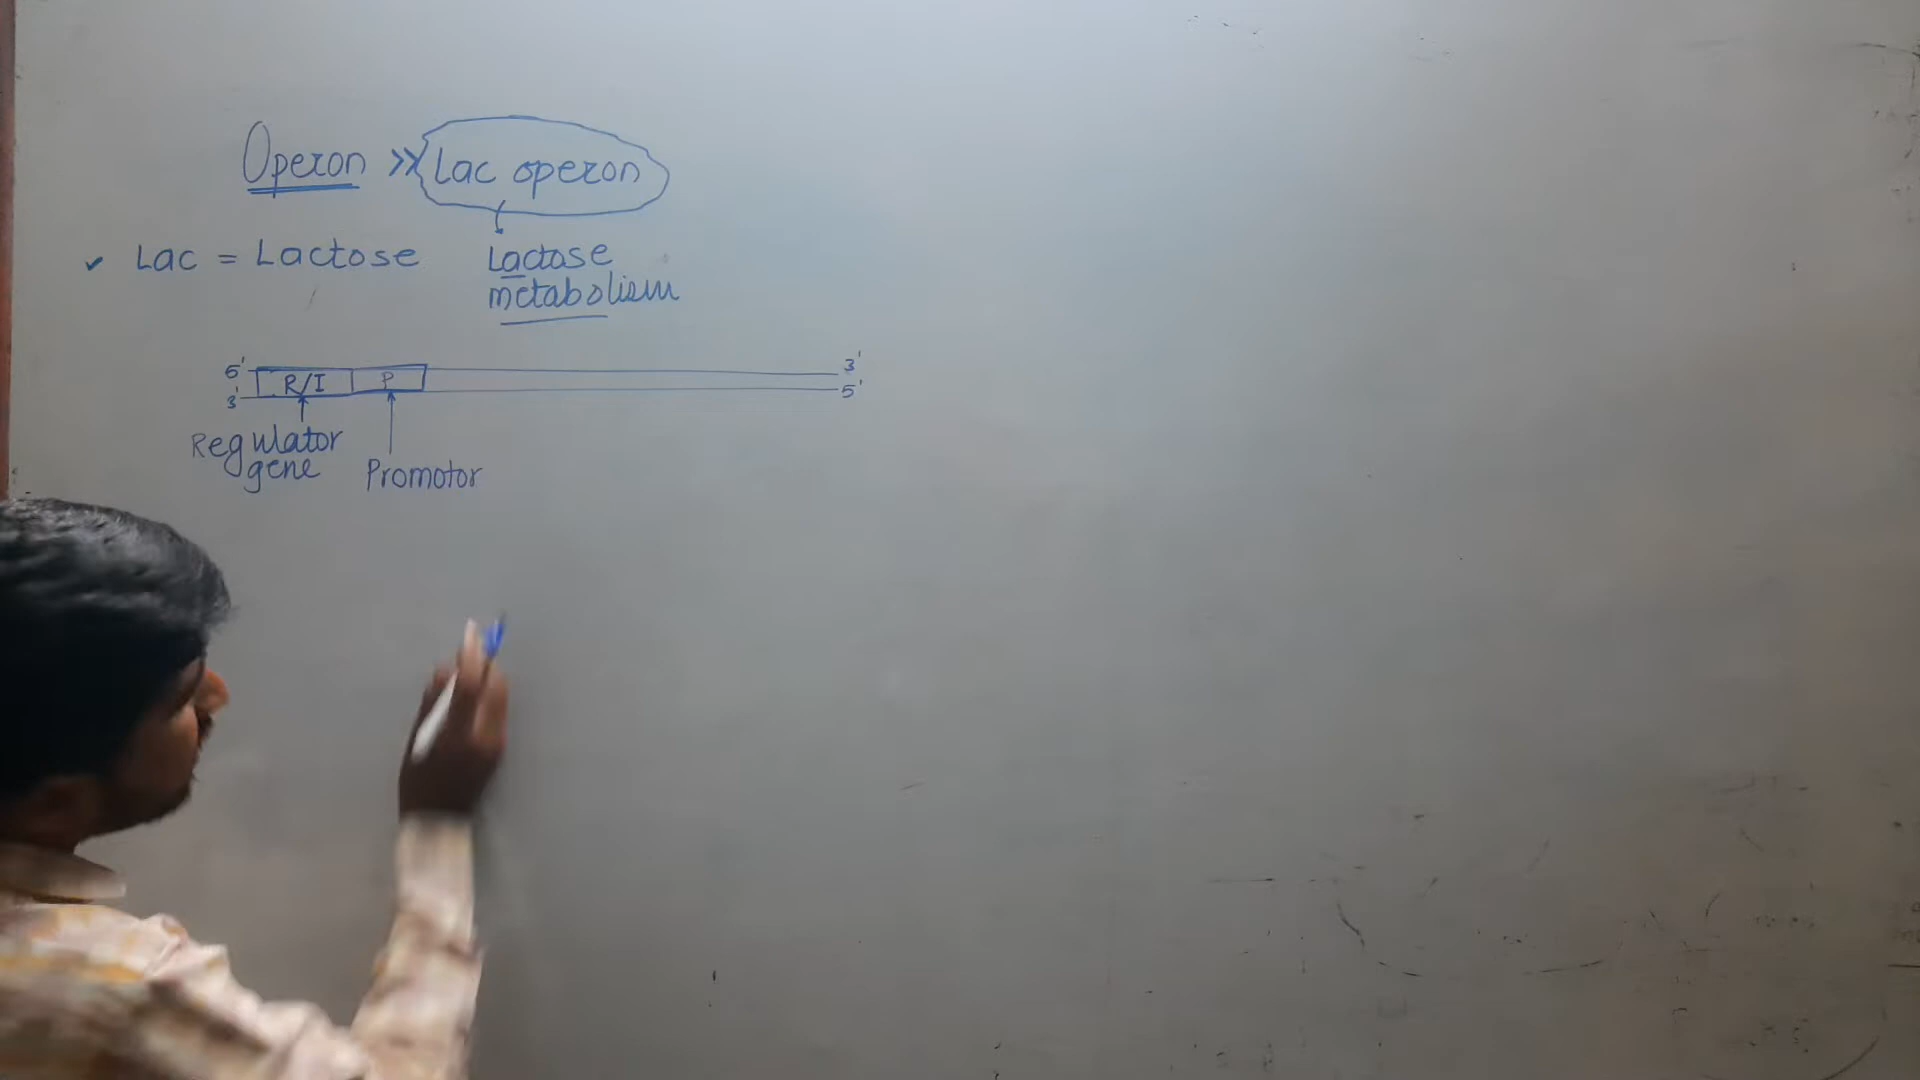 Operon >> Lac operon
✓ Lac = Lactose
Lactose
metabolism
5' R/I P 3'
3' 5'
Regulator
gene
Promotor